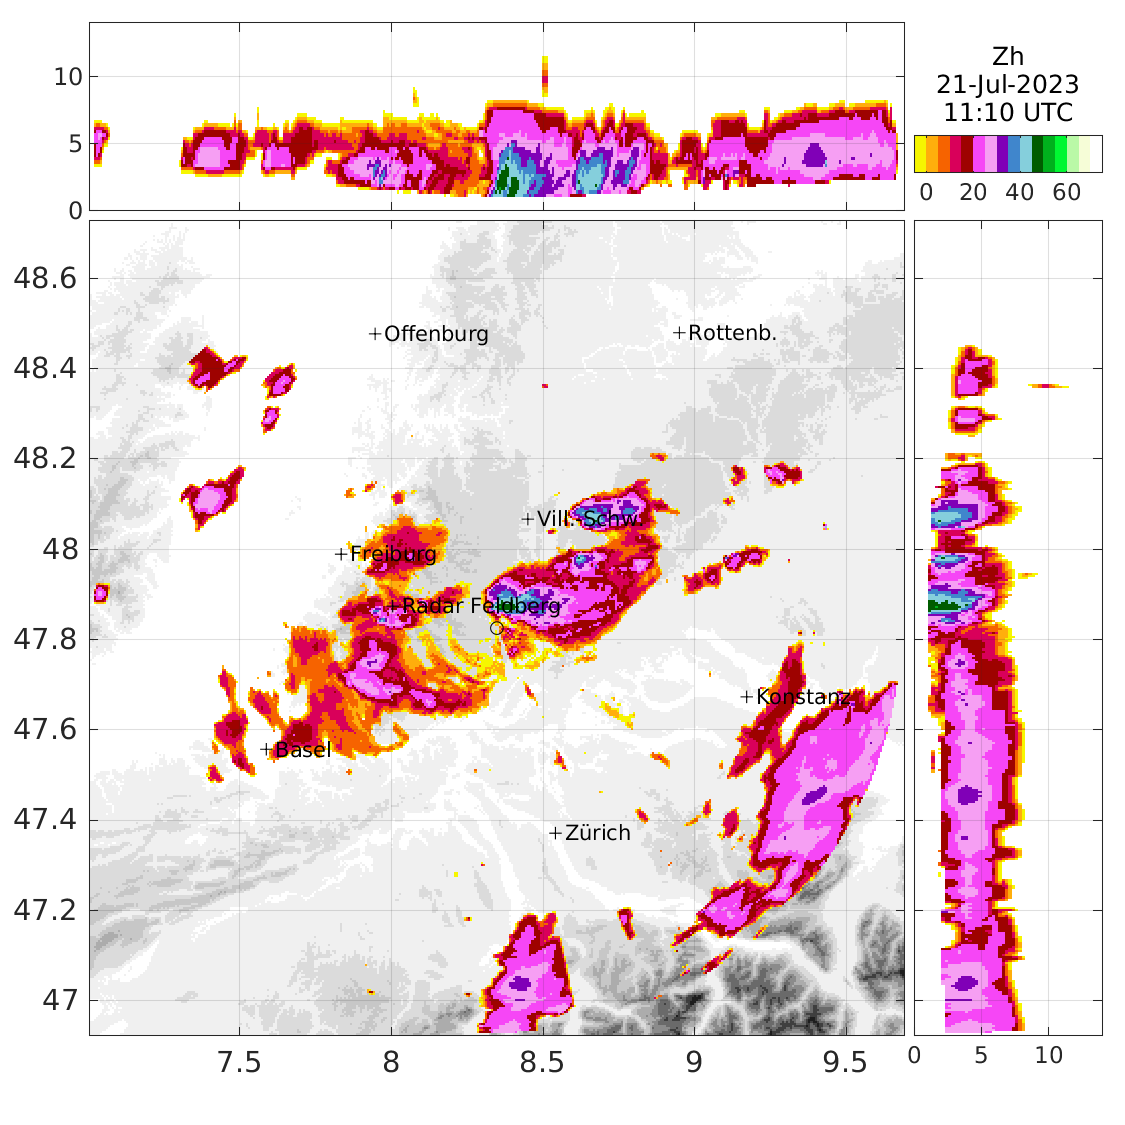 10
5
0
Zh
21-Jul-2023
11:10 UTC
0 20 40 60
48.6
48.4
48.2
48
47.8
47.6
47.4
47.2
47
+Offenburg
+Rottenb.
+Vill.-Schw.
+Freiburg
+Radar Feldberg
+Konstanz
+Basel
+Zürich
7.5 8 8.5 9 9.5
0 5 10